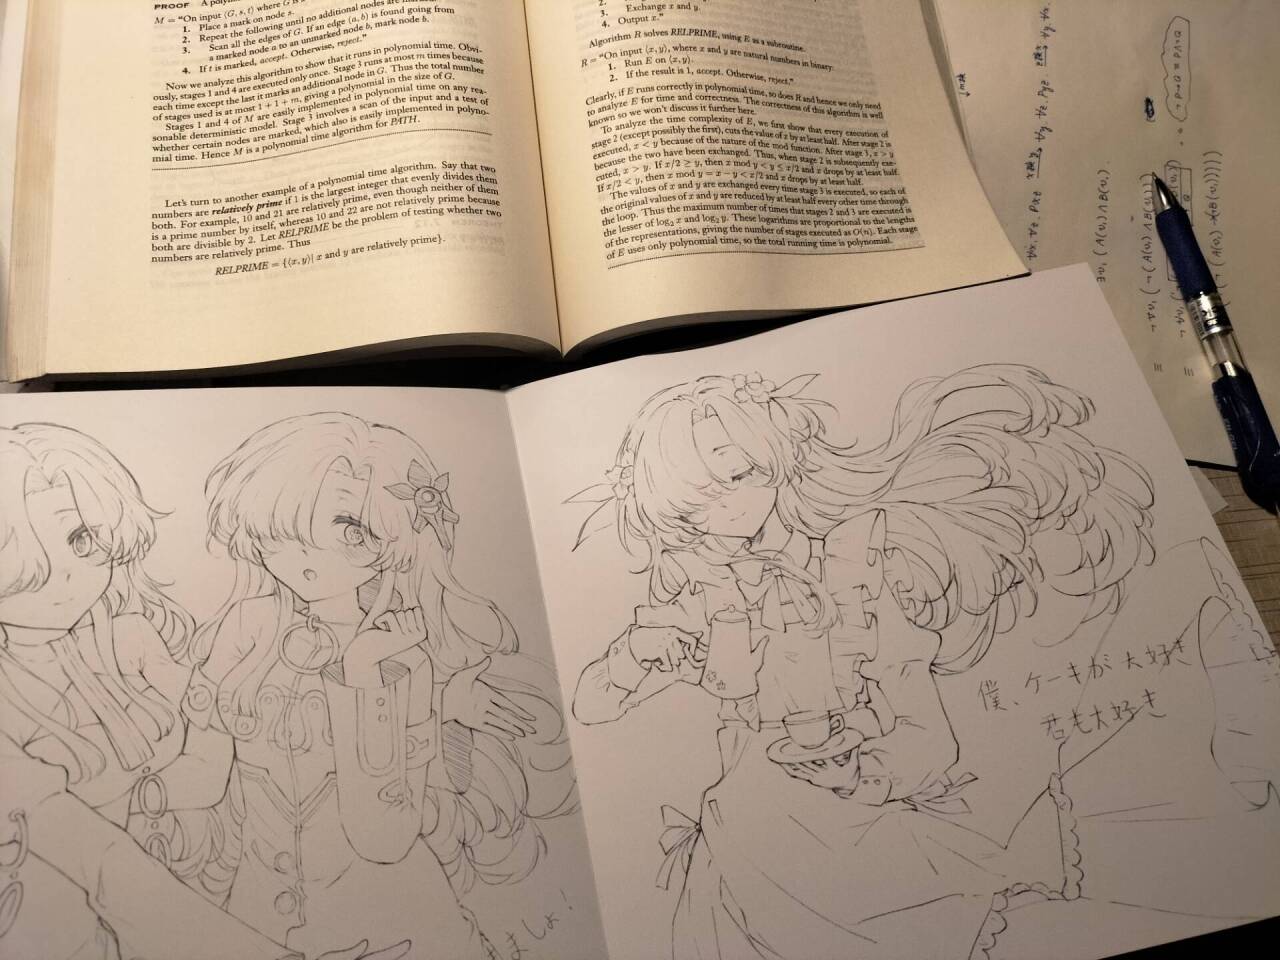 PROOF A
M = "On input ⟨G, s, t⟩ where G is
1. Place a mark on node s.
2. Repeat the following until no additional nodes are
3. Scan all the edges of G. If an edge (a, b) is found going from
a marked node a to an unmarked node b, mark node b.
4. If t is marked, accept. Otherwise, reject."
Now we analyze this algorithm to show that it runs in polynomial time. Obvi-
ously, stages 1 and 4 are executed only once. Stage 3 runs at most m times because
each time except the last it marks an additional node in G. Thus the total number
of stages used is at most 1 + 1 + m, giving a polynomial in the size of G.
Stages 1 and 4 of M are easily implemented in polynomial time on any rea-
sonable deterministic model. Stage 3 involves a scan of the input and a test of
whether certain nodes are marked, which also is easily implemented in polyno-
mial time. Hence M is a polynomial time algorithm for PATH.
Let's turn to another example of a polynomial time algorithm. Say that two
numbers are relatively prime if 1 is the largest integer that evenly divides them
both. For example, 10 and 21 are relatively prime, even though neither of them
is a prime number by itself, whereas 10 and 22 are not relatively prime because
both are divisible by 2. Let RELPRIME be the problem of testing whether two
numbers are relatively prime. Thus
RELPRIME = {⟨x, y⟩| x and y are relatively prime}.
3. Exchange x and y.
4. Output x."
Algorithm R solves RELPRIME, using E as a subroutine.
R = "On input ⟨x, y⟩, where x and y are natural numbers in binary:
1. Run E on ⟨x, y⟩.
2. If the result is 1, accept. Otherwise, reject."
Clearly, if E runs correctly in polynomial time, so does R and hence we only need
to analyze E for time and correctness. The correctness of this algorithm is well
known so we won't discuss it further here.
To analyze the time complexity of E, we first show that every execution of
stage 2 (except possibly the first), cuts the value of x by at least half. After stage 2 is
executed, x < y because of the nature of the mod function. After stage 3, x > y
because the two have been exchanged. Thus, when stage 2 is subsequently exe-
cuted, x > y. If x/2 ≥ y, then x mod y < y ≤ x/2 and x drops by at least half.
If x/2 < y, then x mod y = x − y < x/2 and x drops by at least half.
The values of x and y are exchanged every time stage 3 is executed, so each of
the original values of x and y are reduced by at least half every other time through
the loop. Thus the maximum number of times that stages 2 and 3 are executed is
the lesser of log₂ x and log₂ y. These logarithms are proportional to the lengths
of the representations, giving the number of stages executed as O(n). Each stage
of E uses only polynomial time, so the total running time is polynomial.
∃v₁ (A(v₁) ∧ B(v₁)
僕、ケーキが大好き
君も大好き
ましょ!